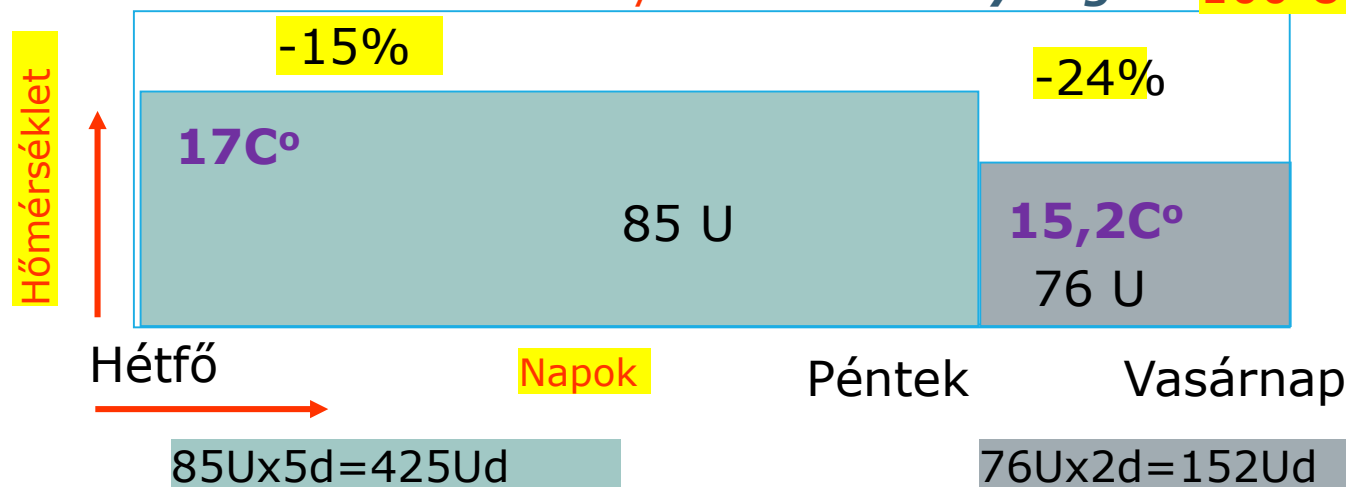 -15%
-24%
Hőmérséklet
17Cº
85 U
15,2Cº
76 U
Hétfő
Napok
Péntek
Vasárnap
85Ux5d=425Ud
76Ux2d=152Ud